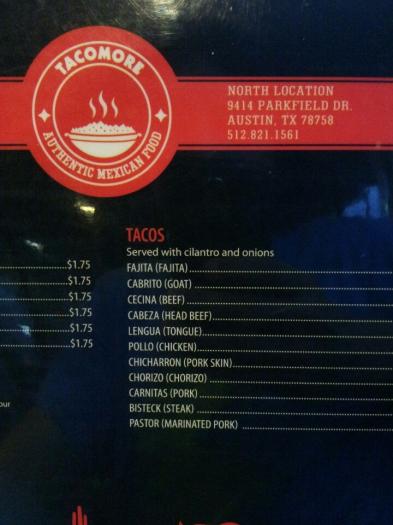 TACOMORE
AUTHENTIC MEXICAN FOOD
NORTH LOCATION
9414 PARKFIELD DR.
AUSTIN, TX 78758
512.821.1561
$1.75
$1.75
$1.75
$1.75
$1.75
$1.75
TACOS
Served with cilantro and onions
FAJITA (FAJITA)
CABRITO (GOAT)
CECINA (BEEF)
CABEZA (HEAD BEEF)
LENGUA (TONGUE)
POLLO (CHICKEN)
CHICHARRON (PORK SKIN)
CHORIZO (CHORIZO)
CARNITAS (PORK)
BISTECK (STEAK)
PASTOR (MARINATED PORK)